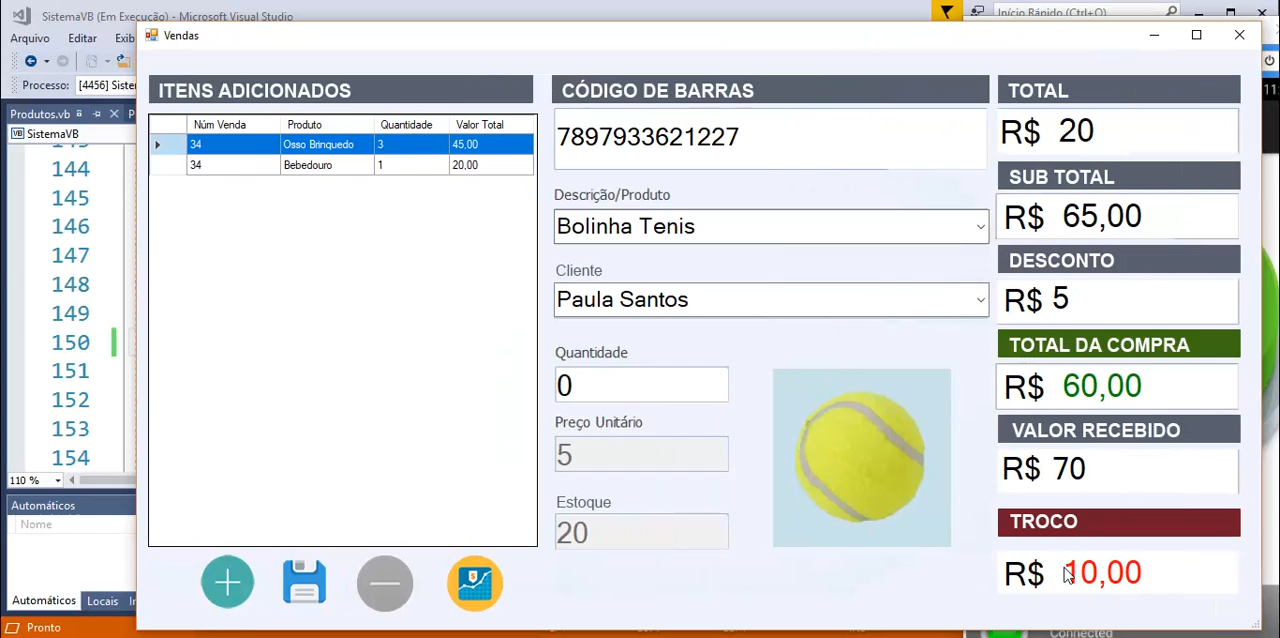 SistemaVB (Em Execução) - Microsoft Visual Studio
Início Rápido (Ctrl+Q)
Arquivo Editar Exib
Processo: [4456] Siste
Produtos.vb
VB SistemaVB
144
145
146
147
148
149
150
151
152
153
154
110 %
Automáticos
Nome
Automáticos Locais
Pronto
Vendas
ITENS ADICIONADOS
Núm Venda Produto Quantidade Valor Total
34 Osso Brinquedo 3 45,00
34 Bebedouro 1 20,00
CÓDIGO DE BARRAS
7897933621227
Descrição/Produto
Bolinha Tenis
Cliente
Paula Santos
Quantidade
0
Preço Unitário
5
Estoque
20
TOTAL
R$ 20
SUB TOTAL
R$ 65,00
DESCONTO
R$ 5
TOTAL DA COMPRA
R$ 60,00
VALOR RECEBIDO
R$ 70
TROCO
R$ 10,00
Connected